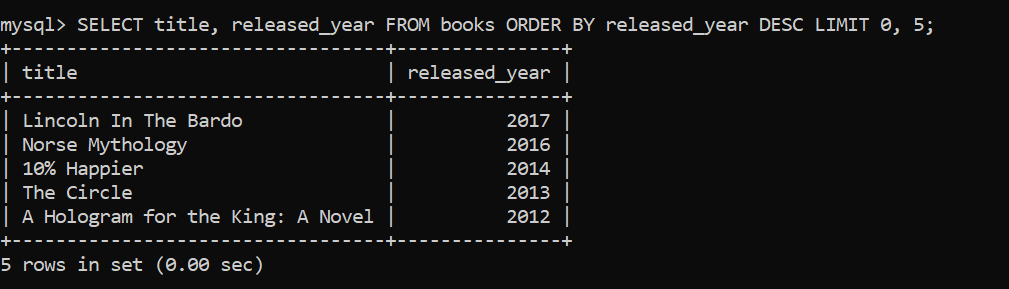 mysql> SELECT title, released_year FROM books ORDER BY released_year DESC LIMIT 0, 5;
+----------------------------------+---------------+
| title                            | released_year |
+----------------------------------+---------------+
| Lincoln In The Bardo             |          2017 |
| Norse Mythology                  |          2016 |
| 10% Happier                      |          2014 |
| The Circle                       |          2013 |
| A Hologram for the King: A Novel |          2012 |
+----------------------------------+---------------+
5 rows in set (0.00 sec)